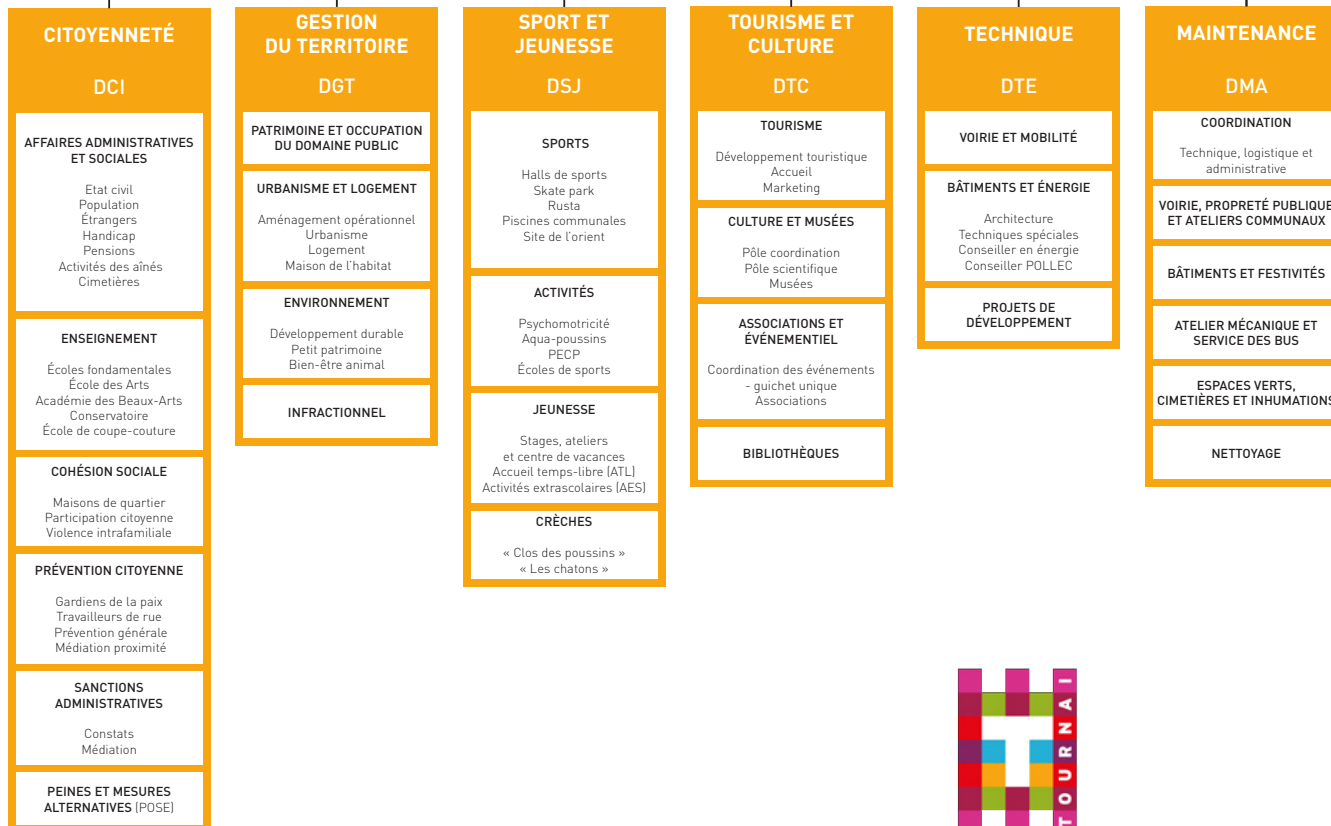 CITOYENNETÉ
DCI
AFFAIRES ADMINISTRATIVES
ET SOCIALES
Etat civil
Population
Étrangers
Handicap
Pensions
Activités des aînés
Cimetières
ENSEIGNEMENT
Écoles fondamentales
École des Arts
Académie des Beaux-Arts
Conservatoire
École de coupe-couture
COHÉSION SOCIALE
Maisons de quartier
Participation citoyenne
Violence intrafamiliale
PRÉVENTION CITOYENNE
Gardiens de la paix
Travailleurs de rue
Prévention générale
Médiation proximité
SANCTIONS
ADMINISTRATIVES
Constats
Médiation
PEINES ET MESURES
ALTERNATIVES (POSE)
GESTION
DU TERRITOIRE
DGT
PATRIMOINE ET OCCUPATION
DU DOMAINE PUBLIC
URBANISME ET LOGEMENT
Aménagement opérationnel
Urbanisme
Logement
Maison de l'habitat
ENVIRONNEMENT
Développement durable
Petit patrimoine
Bien-être animal
INFRACTIONNEL
SPORT ET
JEUNESSE
DSJ
SPORTS
Halls de sports
Skate park
Rusta
Piscines communales
Site de l'orient
ACTIVITÉS
Psychomotricité
Aqua-poussins
PECP
Écoles de sports
JEUNESSE
Stages, ateliers
et centre de vacances
Accueil temps-libre (ATL)
Activités extrascolaires (AES)
CRÈCHES
« Clos des poussins »
« Les chatons »
TOURISME ET
CULTURE
DTC
TOURISME
Développement touristique
Accueil
Marketing
CULTURE ET MUSÉES
Pôle coordination
Pôle scientifique
Musées
ASSOCIATIONS ET
ÉVÉNEMENTIEL
Coordination des événements
- guichet unique
Associations
BIBLIOTHÈQUES
TECHNIQUE
DTE
VOIRIE ET MOBILITÉ
BÂTIMENTS ET ÉNERGIE
Architecture
Techniques spéciales
Conseiller en énergie
Conseiller POLLEC
PROJETS DE
DÉVELOPPEMENT
MAINTENANCE
DMA
COORDINATION
Technique, logistique et
administrative
VOIRIE, PROPRETÉ PUBLIQUE
ET ATELIERS COMMUNAUX
BÂTIMENTS ET FESTIVITÉS
ATELIER MÉCANIQUE ET
SERVICE DES BUS
ESPACES VERTS,
CIMETIÈRES ET INHUMATIONS
NETTOYAGE
TOURNAI